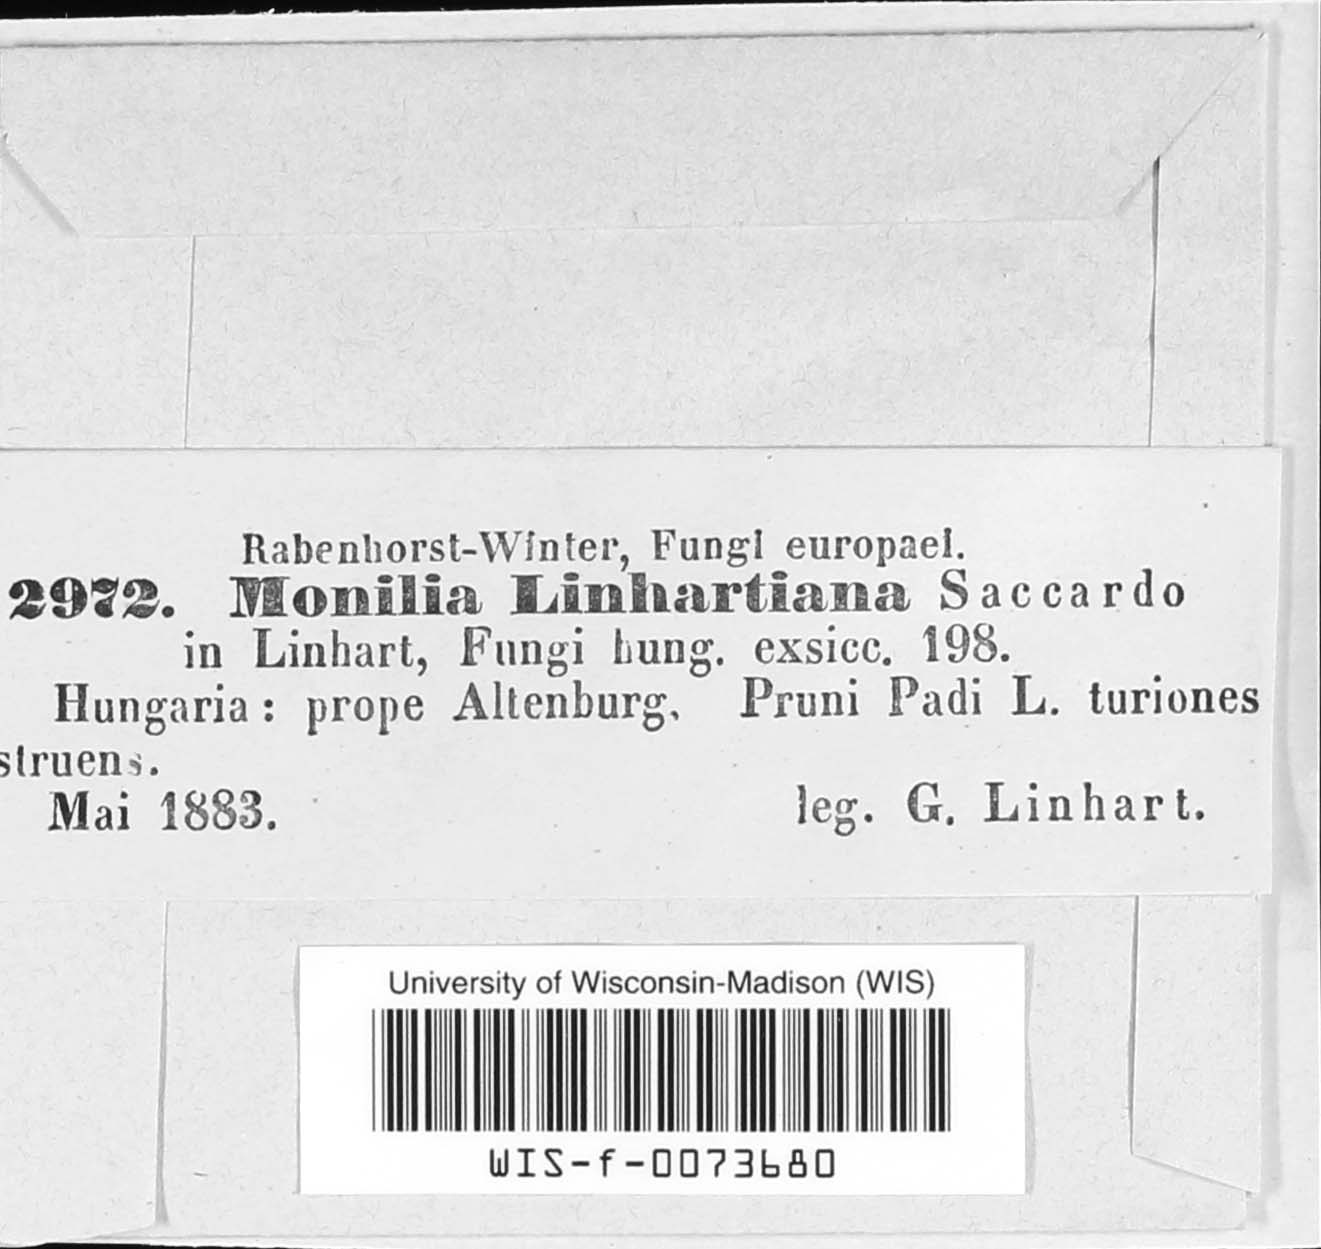 Rabenhorst-Winter, Fungi europaei.
2972. Monilia Linhartiana Saccardo
in Linhart, Fungi hung. exsicc. 198.
Hungaria: prope Altenburg. Pruni Padi L. turiones
struens.
Mai 1883. leg. G. Linhart.
University of Wisconsin-Madison (WIS)
WIS-f-0073680